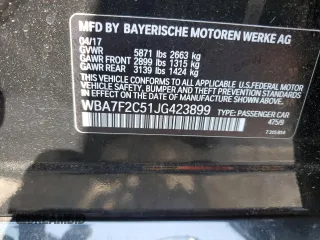 MFD BY BAYERISCHE MOTOREN WERKE AG
04/17
GVWR 5871 lbs 2663 kg
GAWR FRONT 2899 lbs 1315 kg
GAWR REAR 3139 lbs 1424 kg
THIS VEHICLE CONFORMS TO ALL APPLICABLE U.S.FEDERAL MOTOR
VEHICLE SAFETY, BUMPER AND THEFT PREVENTION STANDARDS
IN EFFECT ON THE DATE OF MANUFACTURE SHOWN ABOVE.
WBA7F2C51JG423899 TYPE: PASSENGER CAR
475/9